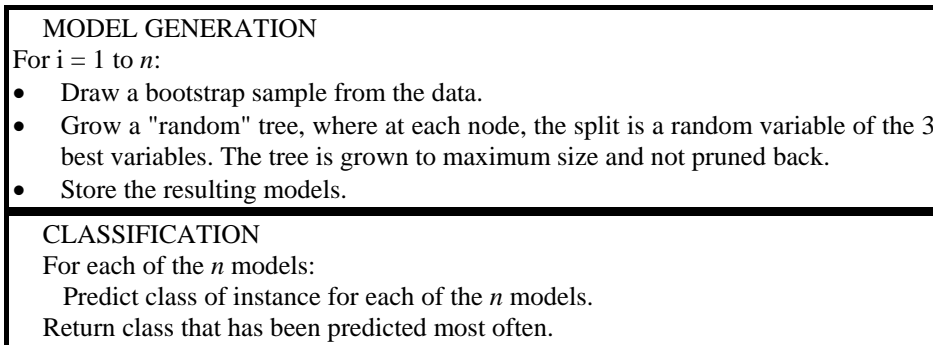 MODEL GENERATION
For i = 1 to n:
• Draw a bootstrap sample from the data.
• Grow a "random" tree, where at each node, the split is a random variable of the 3
best variables. The tree is grown to maximum size and not pruned back.
• Store the resulting models.
CLASSIFICATION
For each of the n models:
Predict class of instance for each of the n models.
Return class that has been predicted most often.